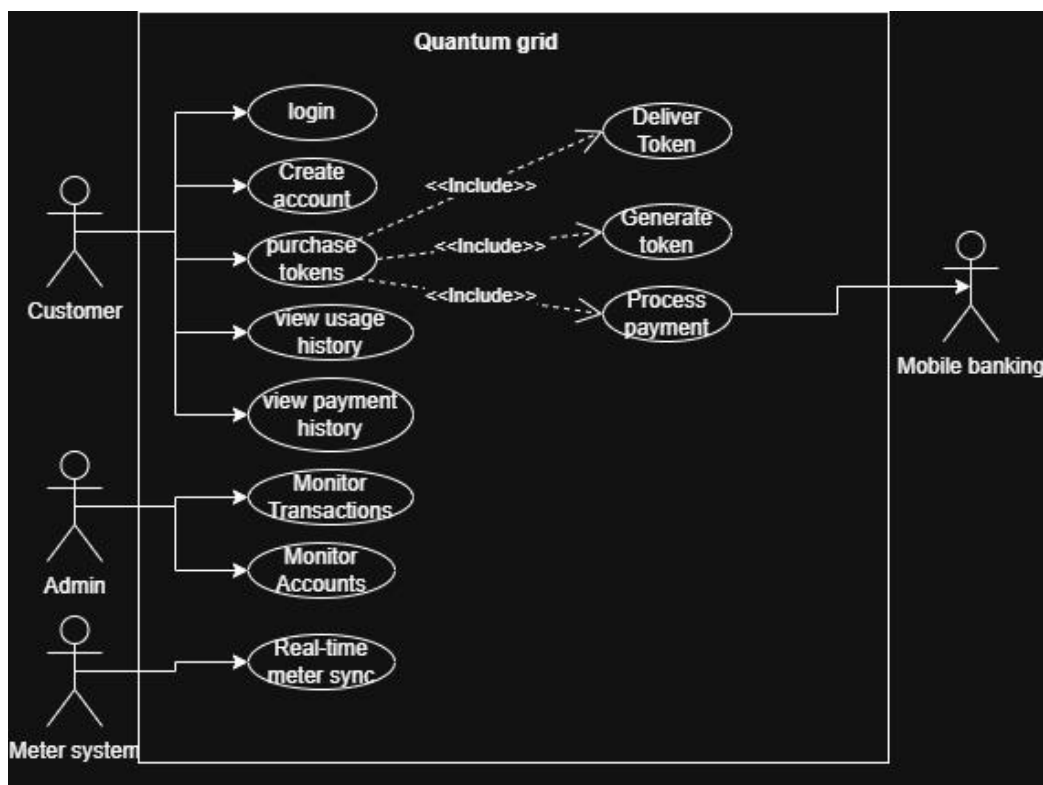 Quantum grid
login
Deliver
Token
Create
account
<<Include>>
purchase
tokens
<<Include>>
Generate
token
<<Include>>
Process
payment
Customer
view usage
history
Mobile banking
view payment
history
Monitor
Transactions
Admin
Monitor
Accounts
Real-time
meter sync
Meter system